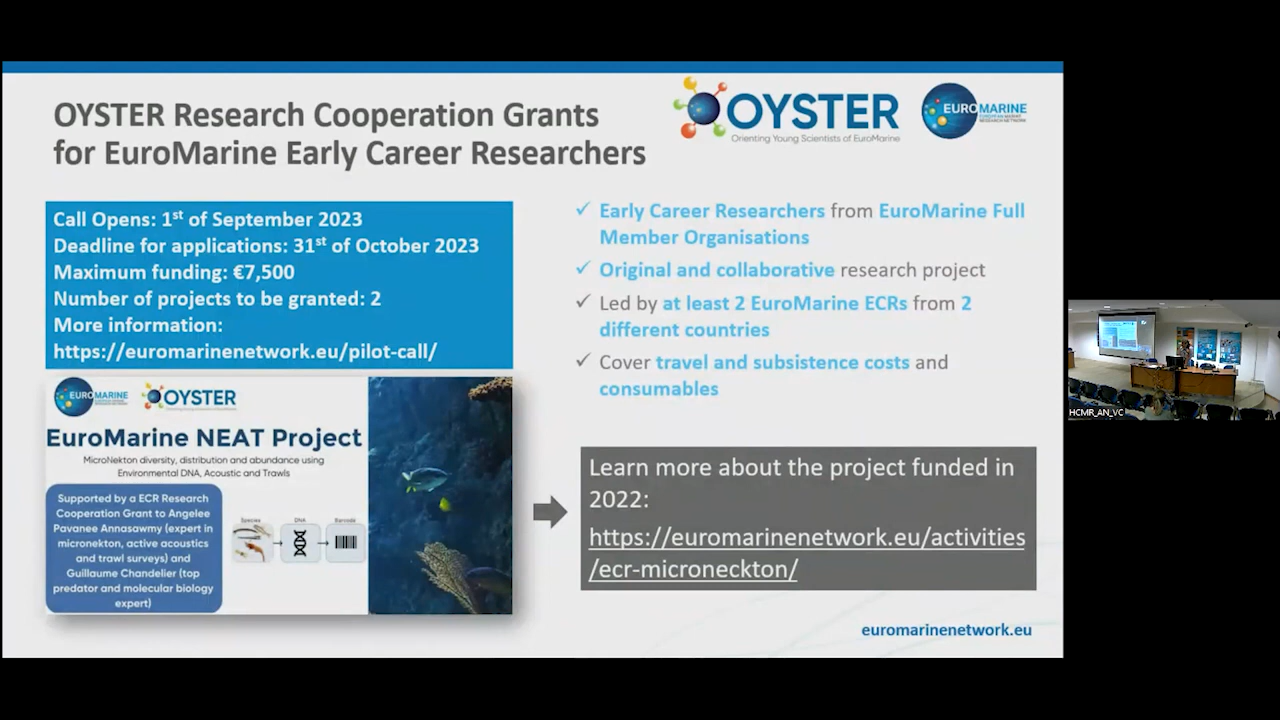 OYSTER Research Cooperation Grants
for EuroMarine Early Career Researchers
OYSTER
Orienting Young Scientists of EuroMarine
EUROMARINE
EUROPEAN MARINE
RESEARCH NETWORK
Call Opens: 1st of September 2023
Deadline for applications: 31st of October 2023
Maximum funding: €7,500
Number of projects to be granted: 2
More information:
https://euromarinenetwork.eu/pilot-call/
✓ Early Career Researchers from EuroMarine Full
Member Organisations
✓ Original and collaborative research project
✓ Led by at least 2 EuroMarine ECRs from 2
different countries
✓ Cover travel and subsistence costs and
consumables
EUROMARINE
OYSTER
EuroMarine NEAT Project
MicroNekton diversity, distribution and abundance using
Environmental DNA, Acoustic and Trawls
Supported by a ECR Research
Cooperation Grant to Angelee
Pavanee Annasawmy (expert in
micronekton, active acoustics
and trawl surveys) and
Guillaume Chandelier (top
predator and molecular biology
expert)
Species
DNA
Barcode
Learn more about the project funded in
2022:
https://euromarinenetwork.eu/activities
/ecr-microneckton/
euromarinenetwork.eu
HCMR_AN_VC